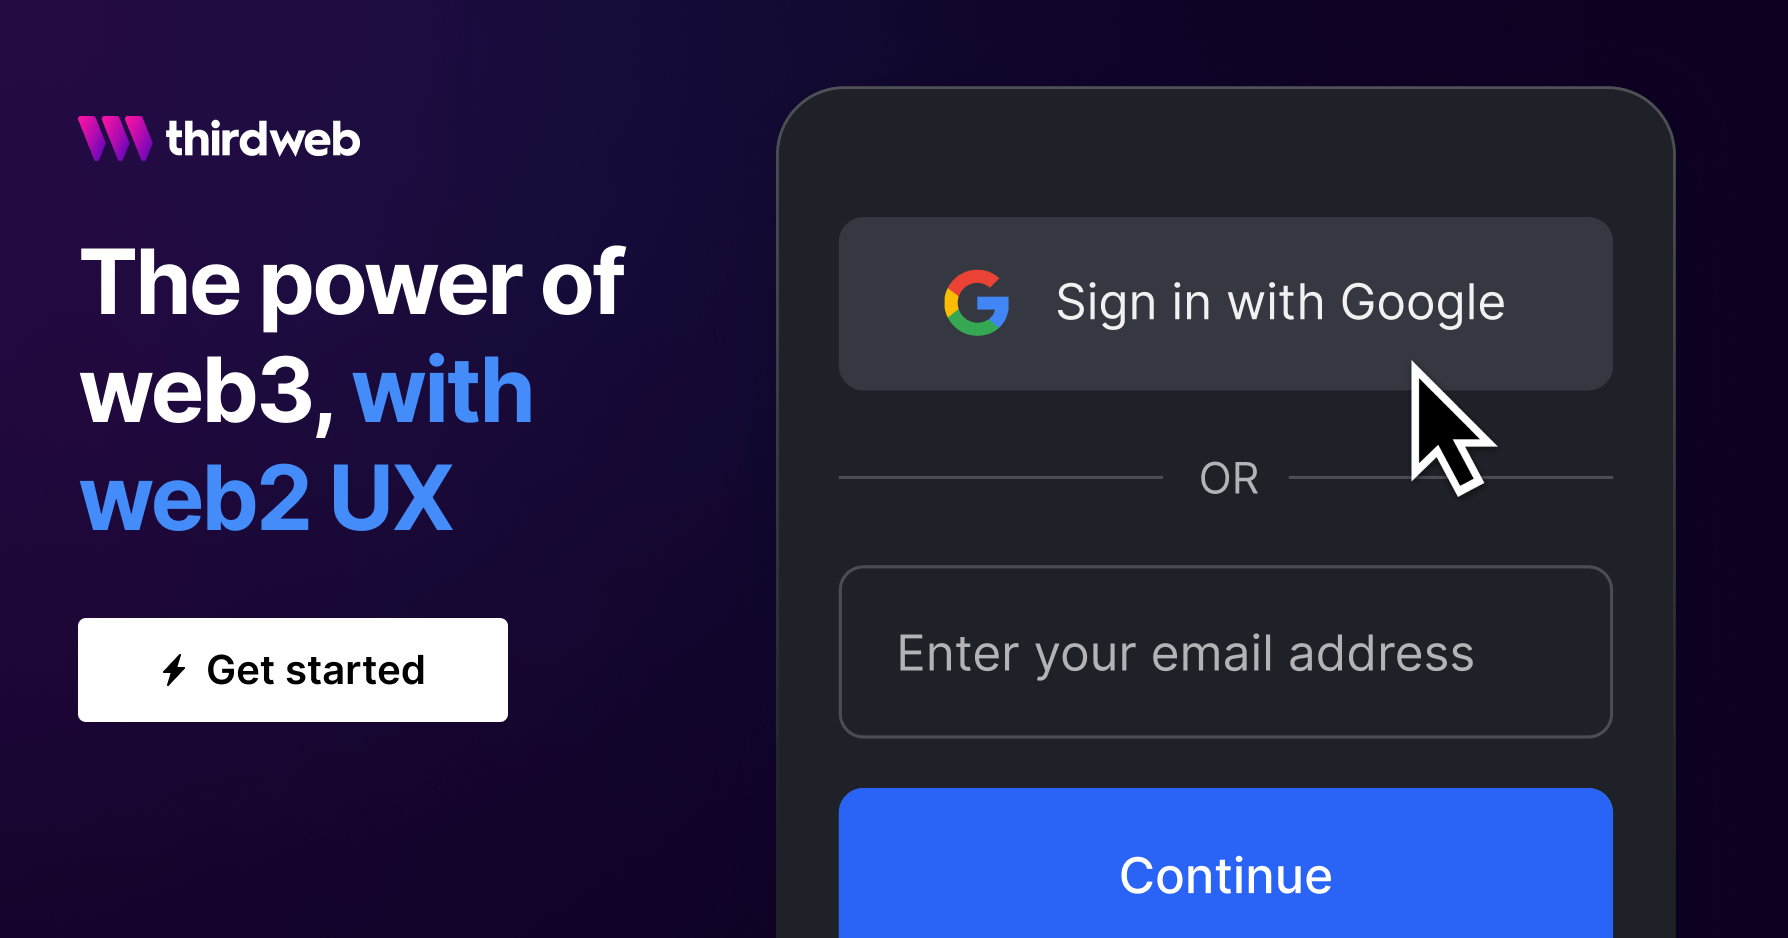 thirdweb
The power of
web3, with
web2 UX
Get started
Sign in with Google
OR
Enter your email address
Continue